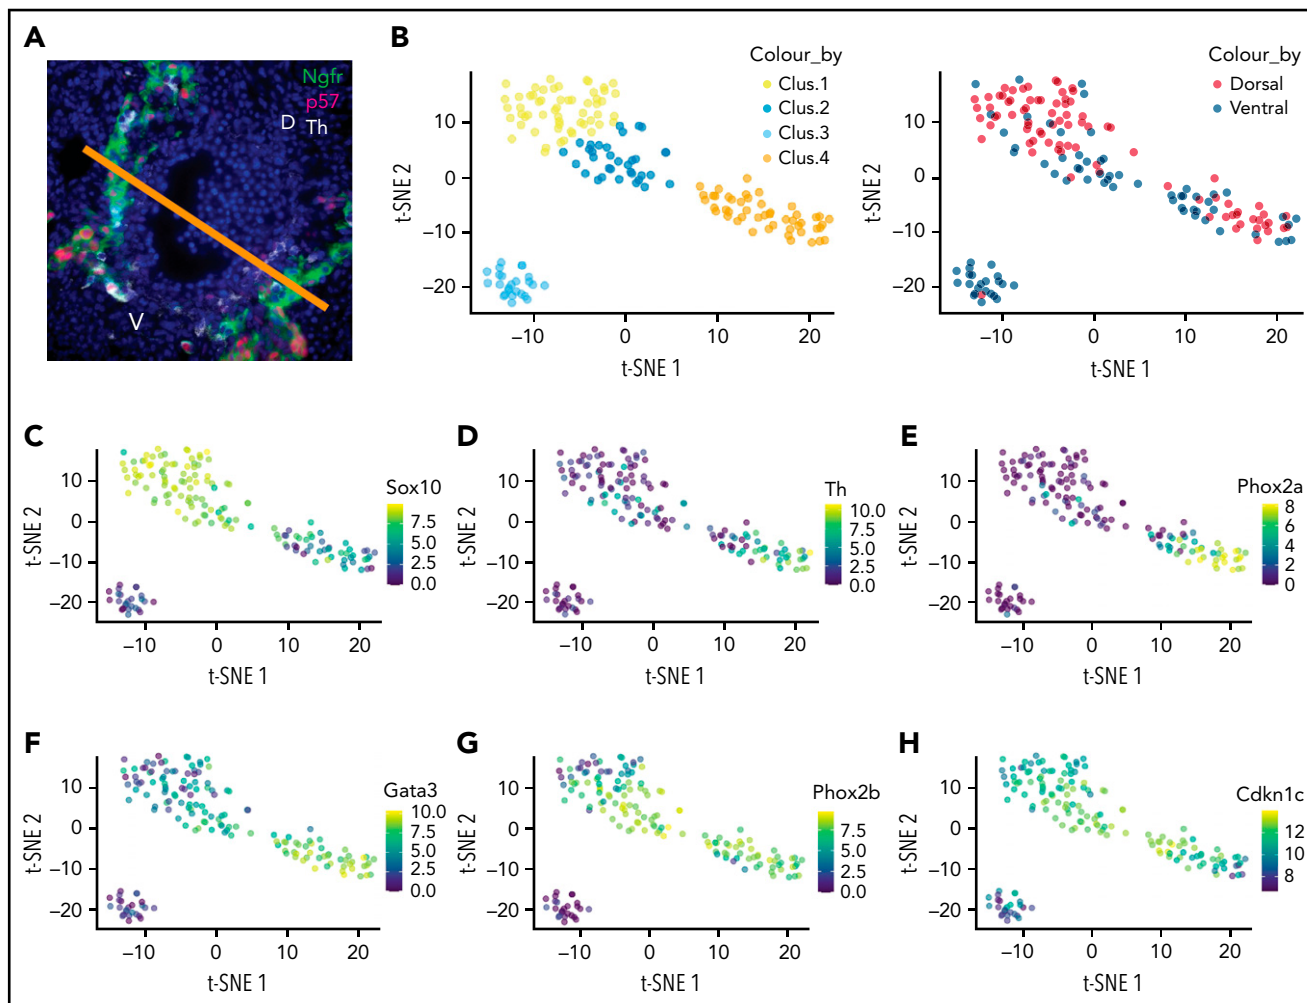 A
Ngfr
p57
D Th
V
B
Colour_by
Clus.1
Clus.2
Clus.3
Clus.4
10
0
−10
−20
t-SNE 2
−10 0 10 20
t-SNE 1
Colour_by
Dorsal
Ventral
10
0
−10
−20
t-SNE 2
−10 0 10 20
t-SNE 1
C
Sox10
7.5
5.0
2.5
0.0
10
0
−10
−20
t-SNE 2
−10 0 10 20
t-SNE 1
D
Th
10.0
7.5
5.0
2.5
0.0
10
0
−10
−20
t-SNE 2
−10 0 10 20
t-SNE 1
E
Phox2a
8
6
4
2
0
10
0
−10
−20
t-SNE 2
−10 0 10 20
t-SNE 1
F
Gata3
10.0
7.5
5.0
2.5
0.0
10
0
−10
−20
t-SNE 2
−10 0 10 20
t-SNE 1
G
Phox2b
7.5
5.0
2.5
0.0
10
0
−10
−20
t-SNE 2
−10 0 10 20
t-SNE 1
H
Cdkn1c
12
10
8
10
0
−10
−20
t-SNE 2
−10 0 10 20
t-SNE 1